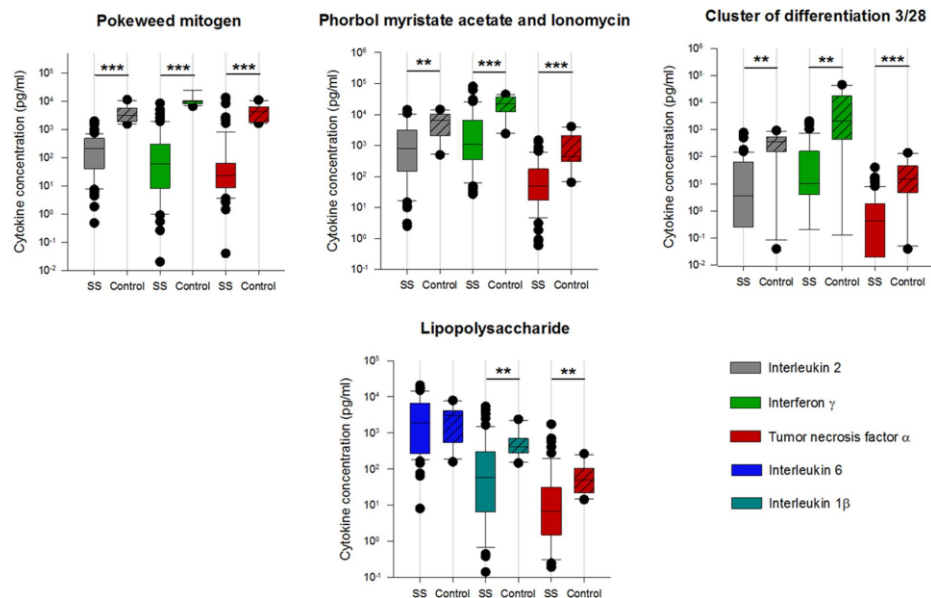 Pokeweed mitogen
Cytokine concentration (pg/ml)
10⁵
10⁴
10³
10²
10¹
10⁰
10⁻¹
10⁻²
***
***
***
SS Control SS Control SS Control
Phorbol myristate acetate and Ionomycin
Cytokine concentration (pg/ml)
10⁶
10⁵
10⁴
10³
10²
10¹
10⁰
10⁻¹
**
***
***
SS Control SS Control SS Control
Cluster of differentiation 3/28
Cytokine concentration (pg/ml)
10⁶
10⁵
10⁴
10³
10²
10¹
10⁰
10⁻¹
10⁻²
**
**
***
SS Control SS Control SS Control
Lipopolysaccharide
Cytokine concentration (pg/ml)
10⁵
10⁴
10³
10²
10¹
10⁰
10⁻¹
**
**
SS Control SS Control SS Control
Interleukin 2
Interferon γ
Tumor necrosis factor α
Interleukin 6
Interleukin 1β